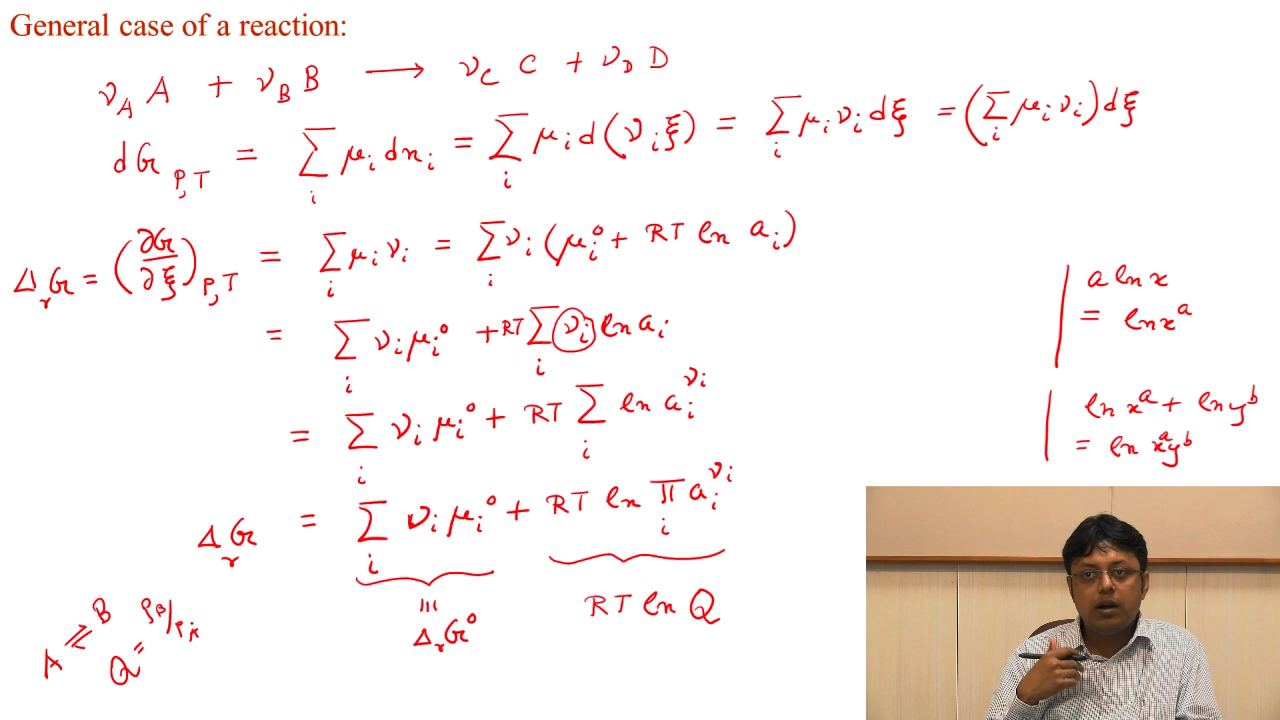 General case of a reaction:
ν_A A + ν_B B ⟶ ν_C C + ν_D D
dG_{P,T} = Σ_i μ_i dn_i = Σ_i μ_i d(ν_i ξ) = Σ_i μ_i ν_i dξ = (Σ_i μ_i ν_i) dξ
Δ_r G = (∂G/∂ξ)_{P,T} = Σ_i μ_i ν_i = Σ_i ν_i (μ_i^o + RT ln a_i)
= Σ_i ν_i μ_i^o + RT Σ_i ν_i ln a_i
= Σ_i ν_i μ_i^o + RT Σ_i ln a_i^{ν_i}
Δ_r G = Σ_i ν_i μ_i^o + RT ln Π_i a_i^{ν_i}
≡
Δ_r G^o
RT ln Q
A ⇌ B
Q = P_B/P_A
a ln x
= ln x^a
ln x^a + ln y^b
= ln x^a y^b